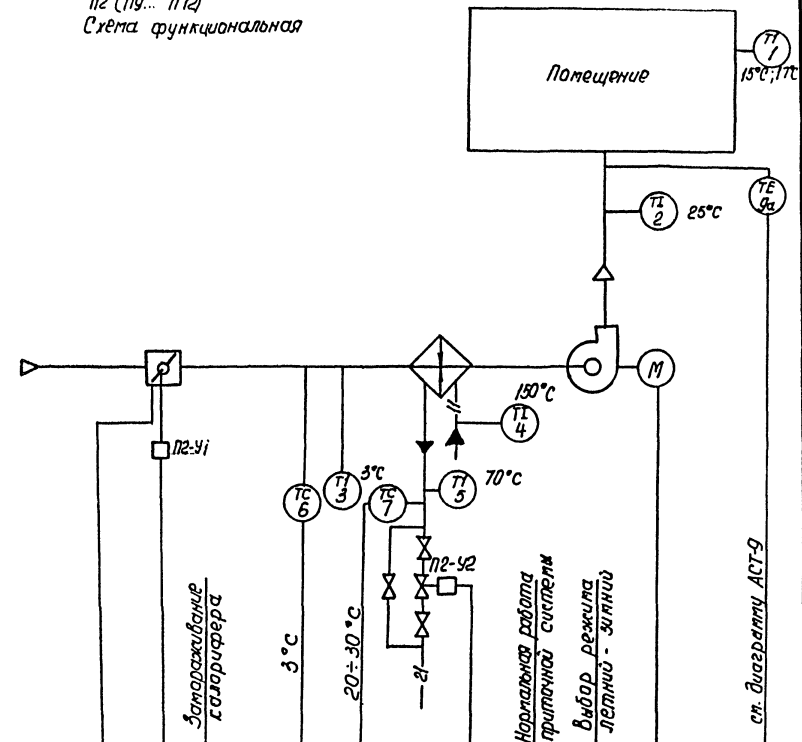 П2 (П9... П12)
Схема функциональная
Помещение
TI
1
15°С; 17°С
TE
9а
TI
2
25°С
М
150°С
TI
4
П2-У1
TC
6
TI
3
3°С
TC
7
TI
5
70°С
П2-У2
21
Замораживание
калорифера
3°С
20÷30°С
Нормальная работа
приточной системы
Выбор режима
летний - зимний
см. диаграмму АСТ-9